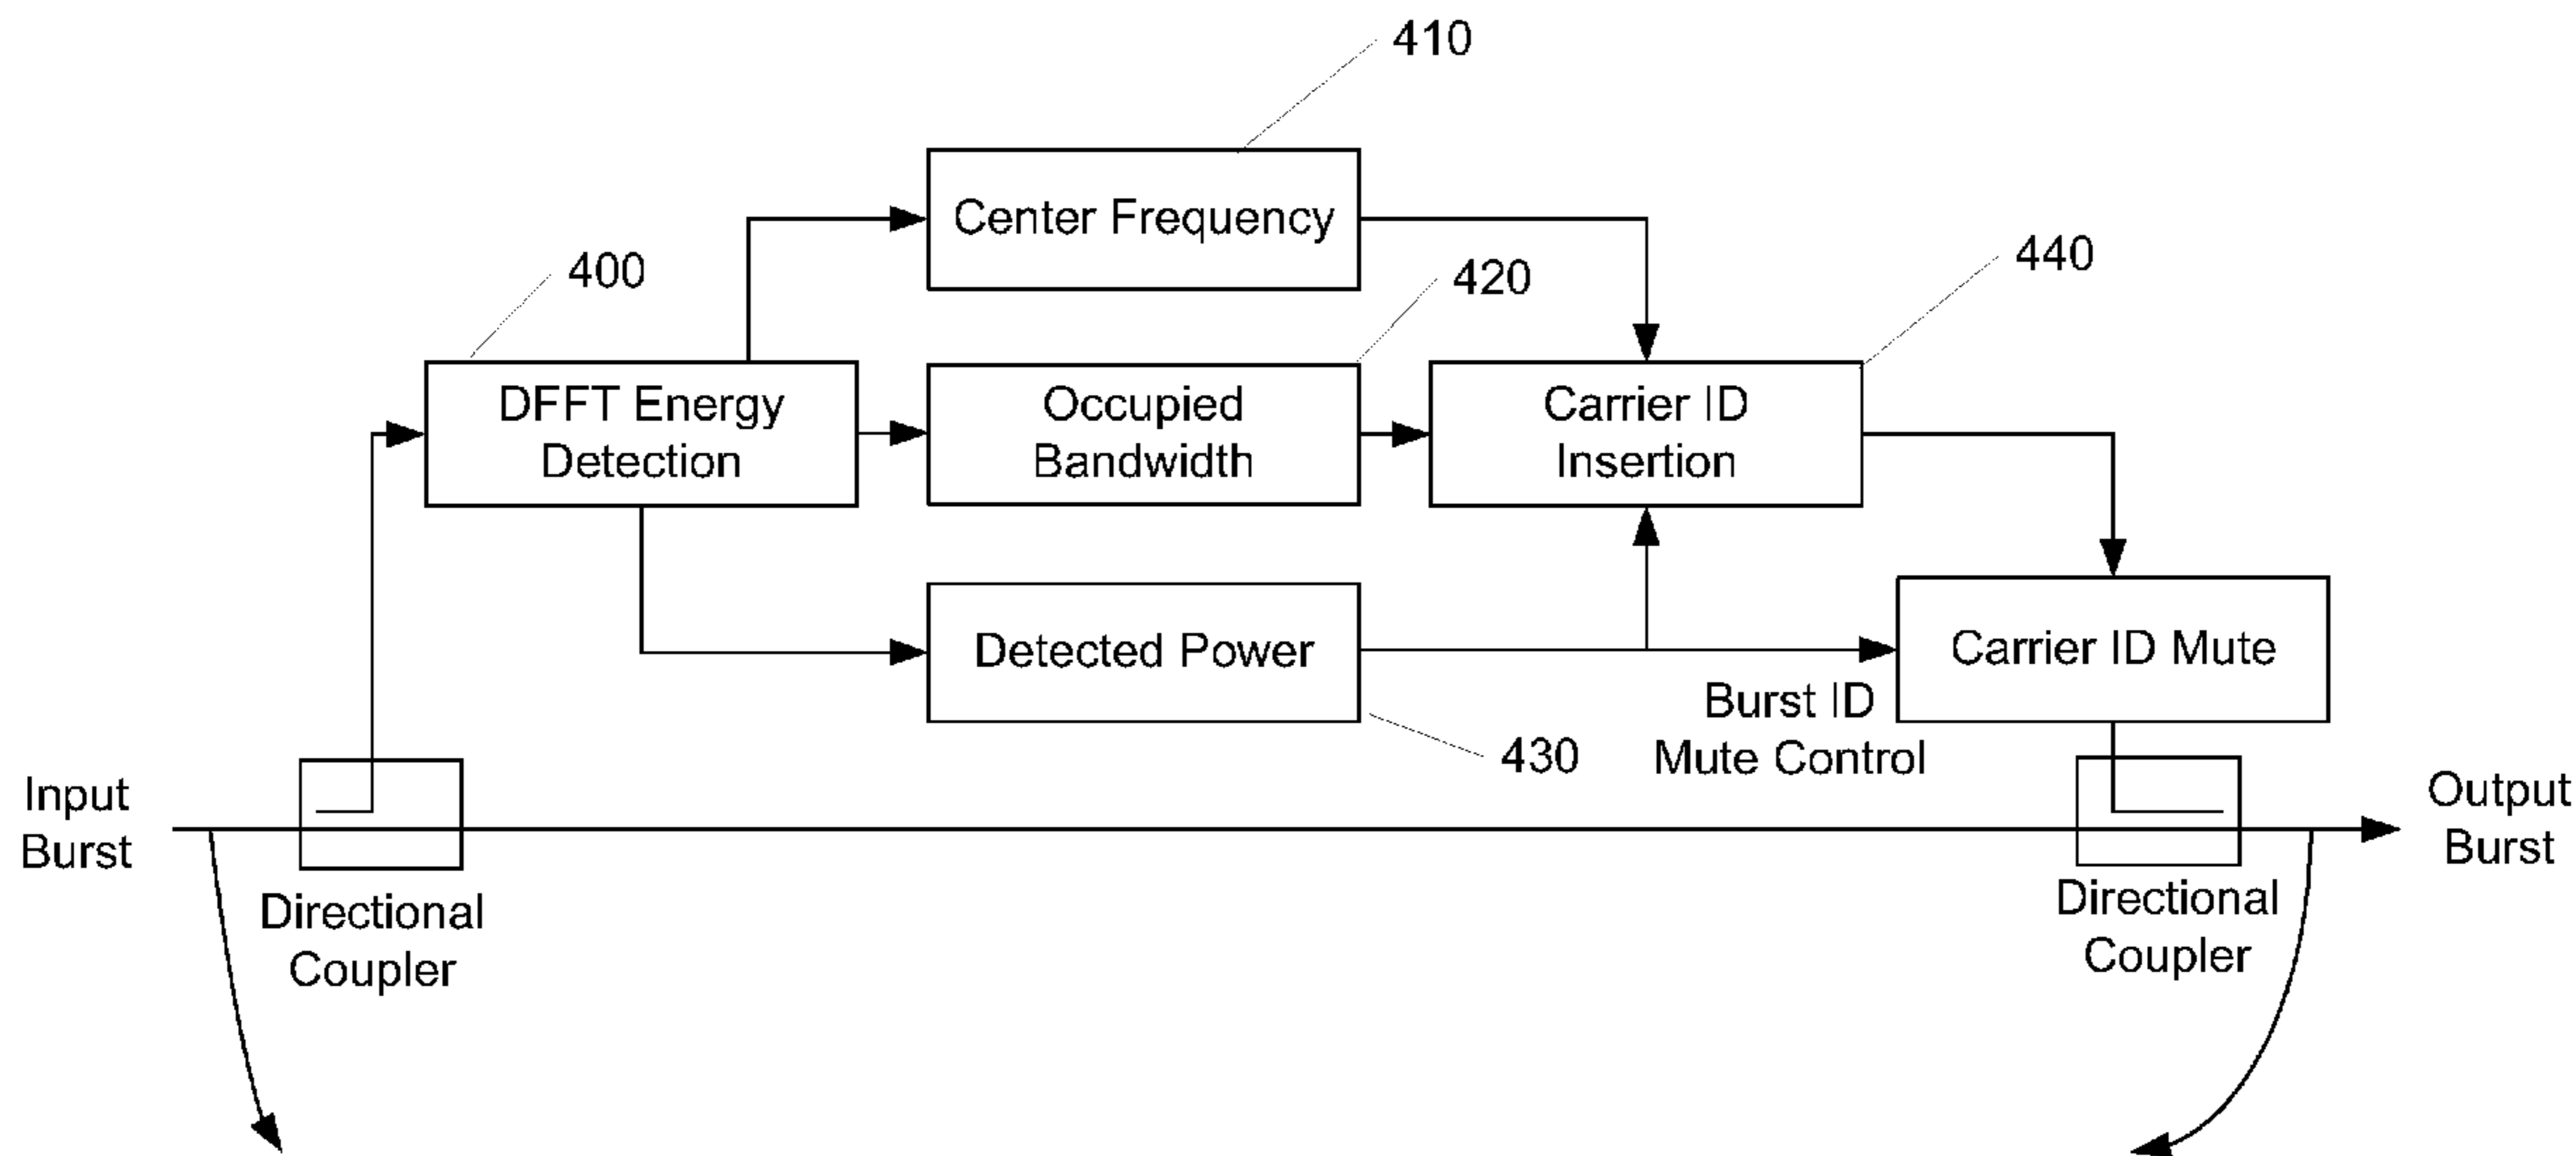 410
Center Frequency
400
420
440
DFFT Energy
Detection
Occupied
Bandwidth
Carrier ID
Insertion
Detected Power
Carrier ID Mute
430
Burst ID
Mute Control
Input
Burst
Directional
Coupler
Directional
Coupler
Output
Burst